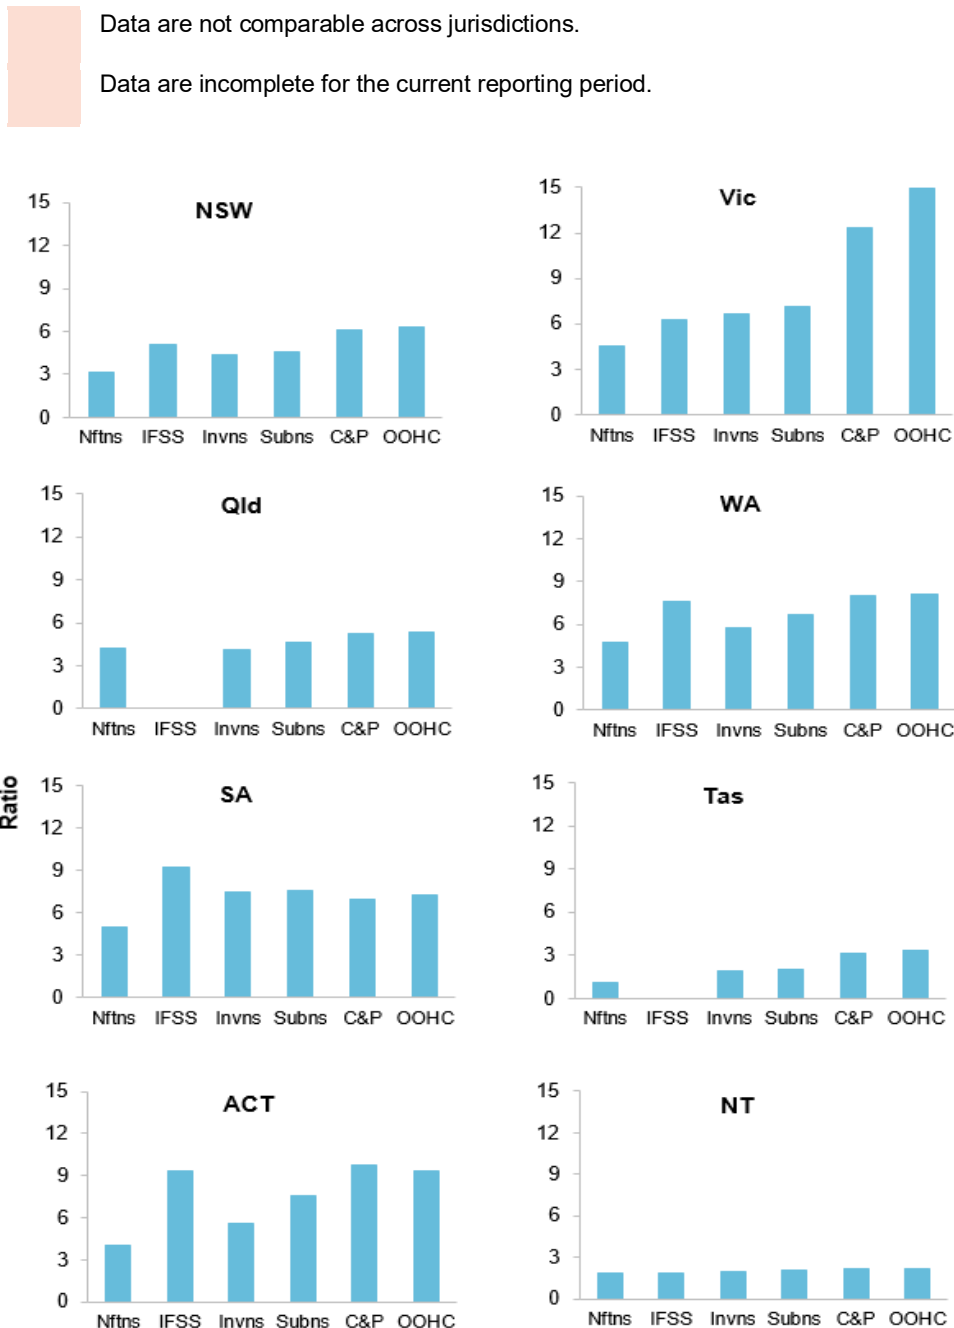 Data are not comparable across jurisdictions.
Data are incomplete for the current reporting period.
NSW
15
12
9
6
3
0
Nftns IFSS Invns Subns C&P OOHC
Vic
15
12
9
6
3
0
Nftns IFSS Invns Subns C&P OOHC
Qld
15
12
9
6
3
0
Nftns IFSS Invns Subns C&P OOHC
WA
15
12
9
6
3
0
Nftns IFSS Invns Subns C&P OOHC
Ratio
SA
15
12
9
6
3
0
Nftns IFSS Invns Subns C&P OOHC
Tas
15
12
9
6
3
0
Nftns IFSS Invns Subns C&P OOHC
ACT
15
12
9
6
3
0
Nftns IFSS Invns Subns C&P OOHC
NT
15
12
9
6
3
0
Nftns IFSS Invns Subns C&P OOHC